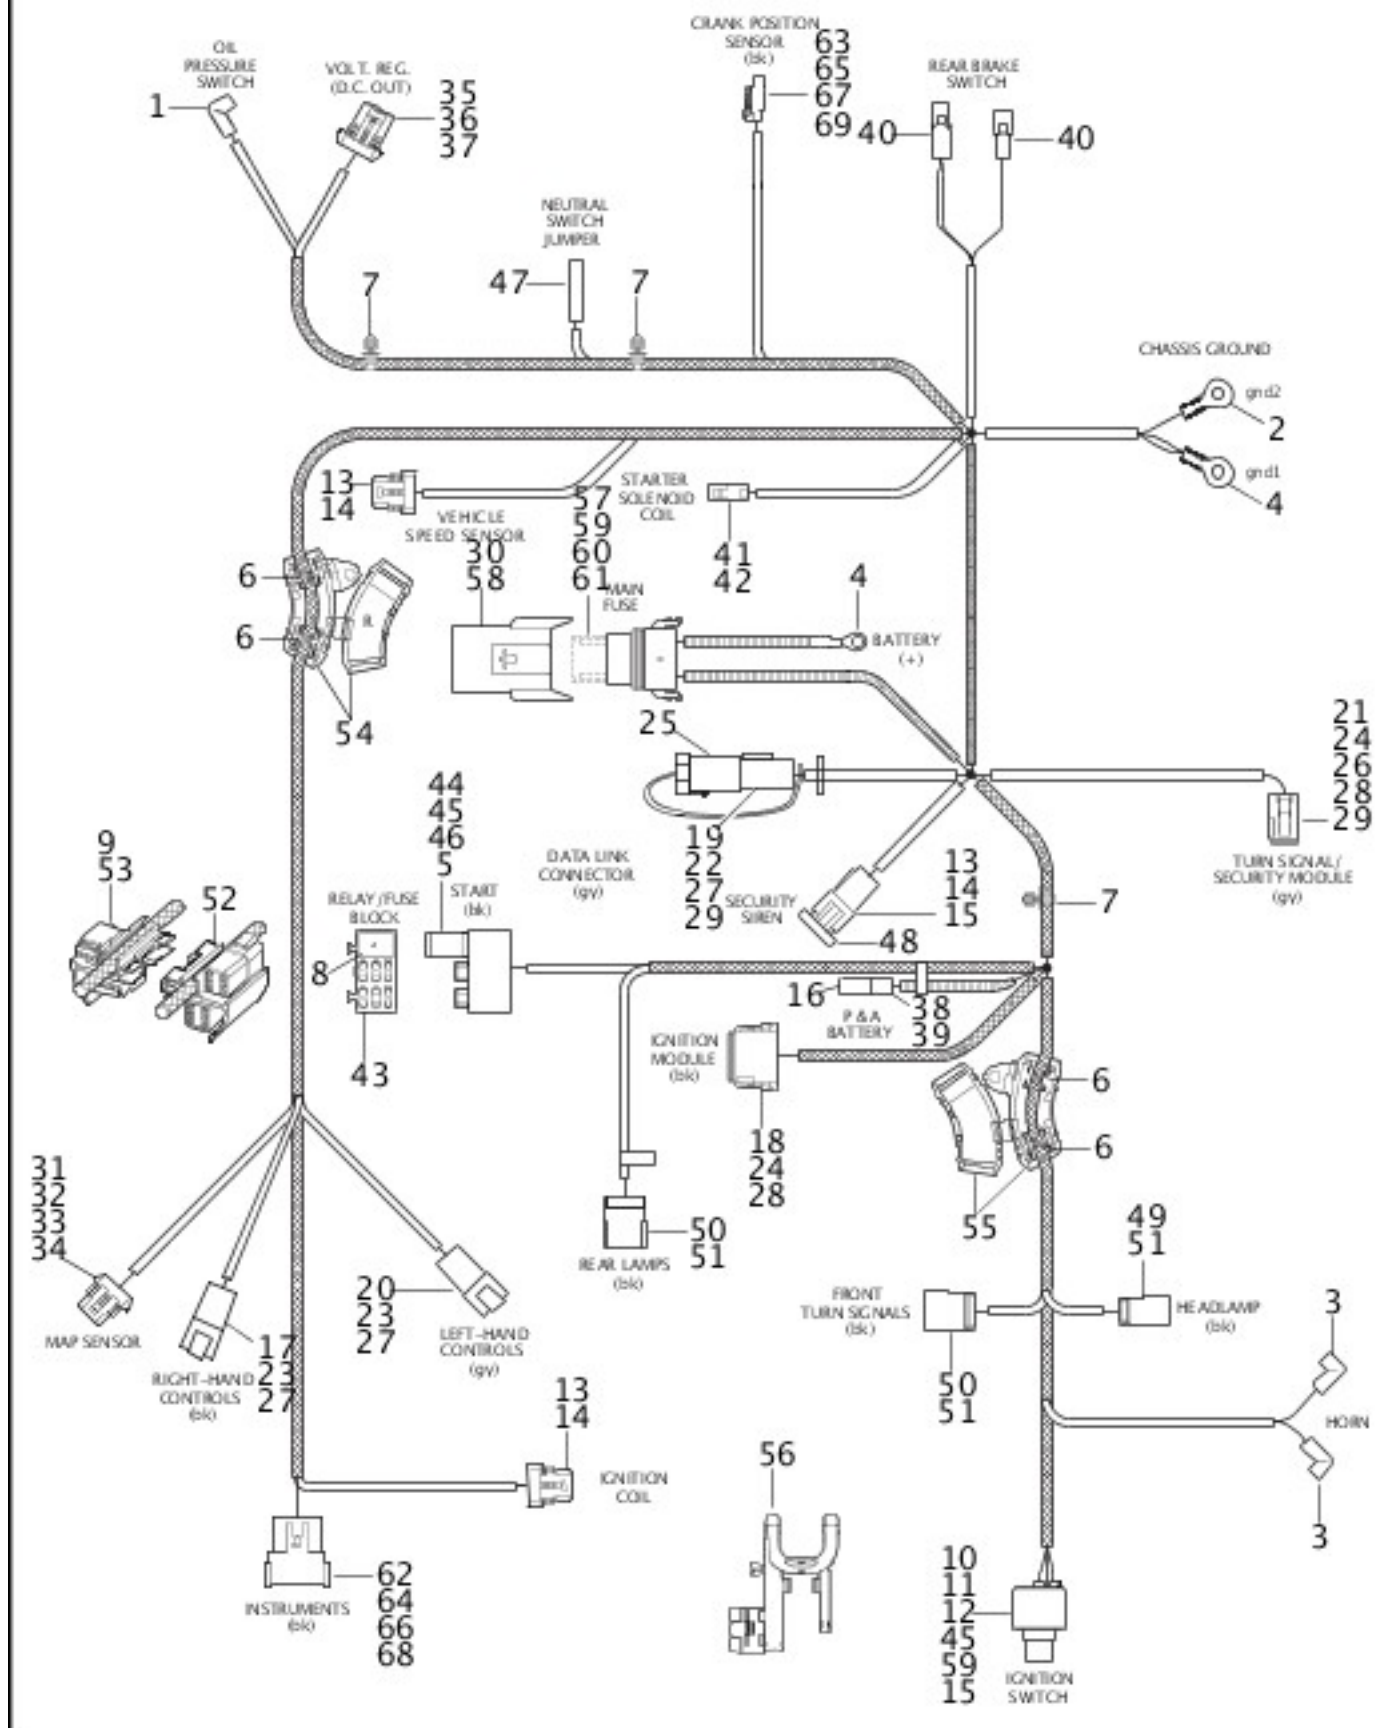 OIL
PRESSURE
SWITCH
1
VOLT. REG.
(D.C. OUT)
35
36
37
CRANK POSITION
SENSOR
(bk)
63
65
67
69
REAR BRAKE
SWITCH
40
40
NEUTRAL
SWITCH
JUMPER
47
7
7
CHASSIS GROUND
gnd2
2
gnd1
4
13
14
VEHICLE
SPEED SENSOR
STARTER
SOLENOID
COIL
41
42
57
59
60
61
30
58
MAIN
FUSE
4
BATTERY
(+)
6
6
R
54
25
21
24
26
28
29
TURN SIGNAL/
SECURITY MODULE
(gy)
19
22
27
29
DATA LINK
CONNECTOR
(gy)
SECURITY
SIREN
13
14
15
48
7
9
53
52
RELAY/FUSE
BLOCK
8
43
44
45
46
5
START
(bk)
16
P & A
BATTERY
38
39
IGNITION
MODULE
(bk)
18
24
28
6
6
55
31
32
33
34
MAP SENSOR
17
23
27
RIGHT-HAND
CONTROLS
(bk)
20
23
27
LEFT-HAND
CONTROLS
(gy)
50
51
REAR LAMPS
(bk)
FRONT
TURN SIGNALS
(bk)
50
51
49
51
HEADLAMP
(bk)
3
HORN
3
13
14
IGNITION
COIL
56
INSTRUMENTS
(bk)
62
64
66
68
10
11
12
45
59
15
IGNITION
SWITCH